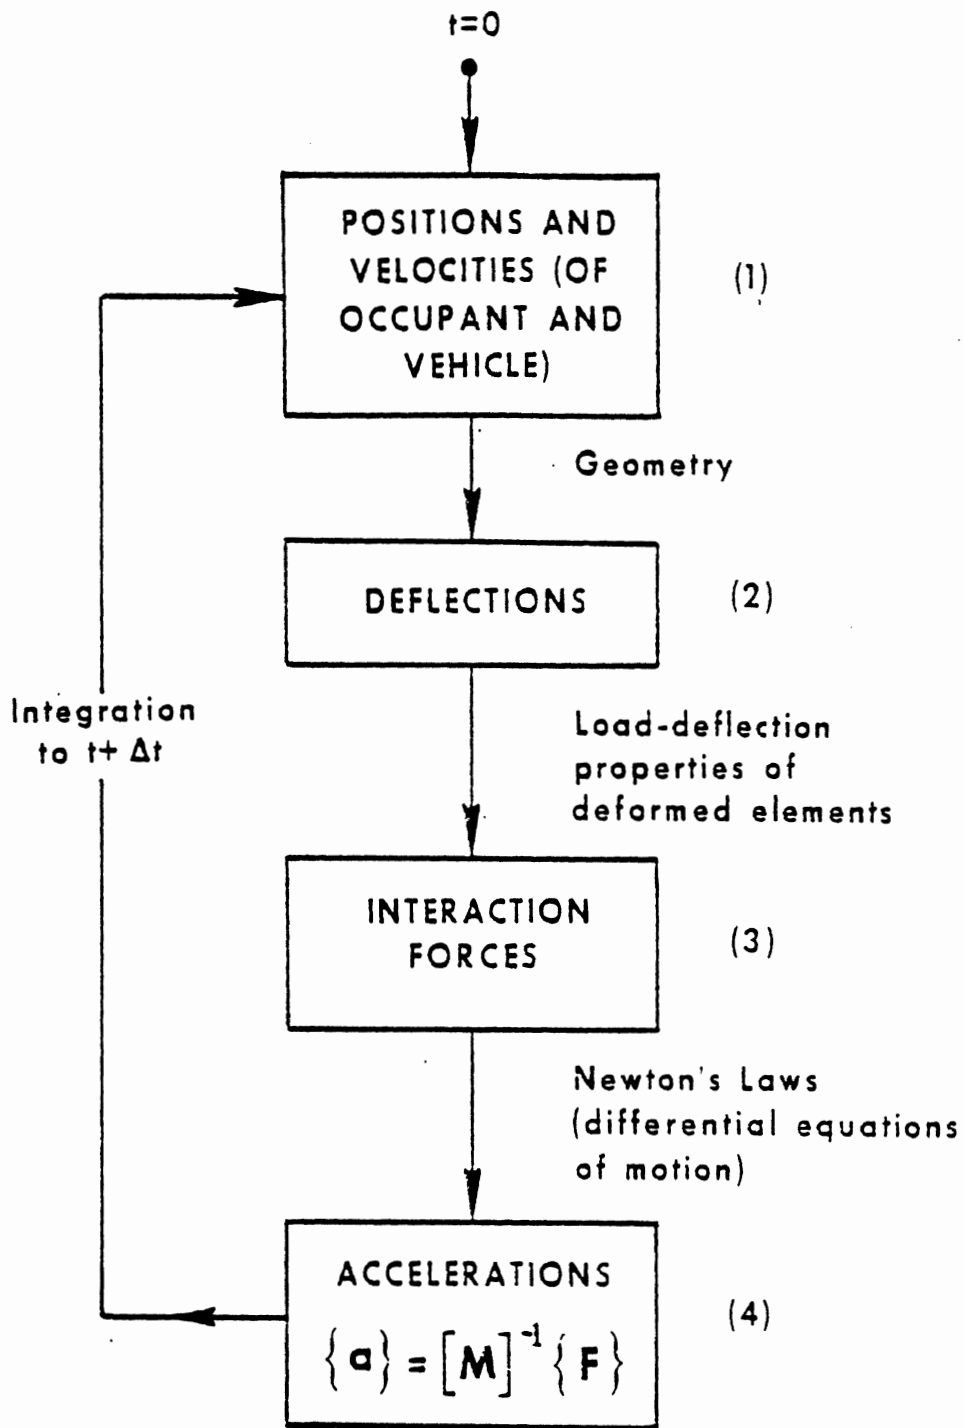 t=0
POSITIONS AND
VELOCITIES (OF
OCCUPANT AND
VEHICLE)
(1)
Geometry
DEFLECTIONS
(2)
Integration
to t+ Δt
Load-deflection
properties of
deformed elements
INTERACTION
FORCES
(3)
Newton's Laws
(differential equations
of motion)
ACCELERATIONS
{a} = [M]⁻¹ {F}
(4)